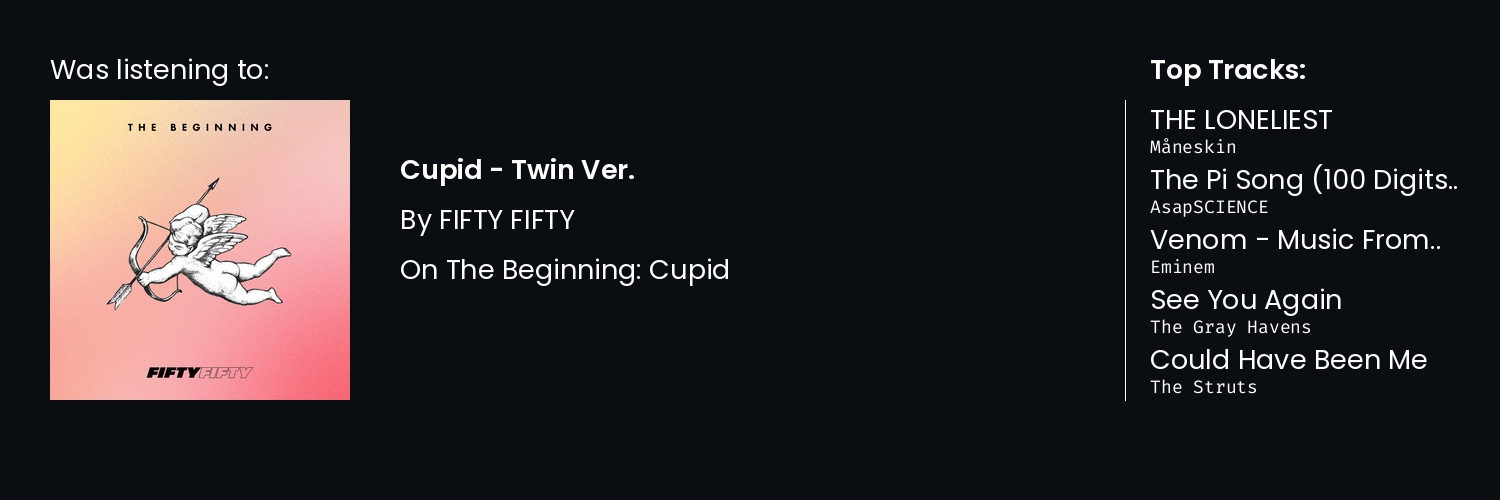 Was listening to:
THE BEGINNING
FIFTYFIFTY
Cupid - Twin Ver.
By FIFTY FIFTY
On The Beginning: Cupid
Top Tracks:
THE LONELIEST
Måneskin
The Pi Song (100 Digits..
AsapSCIENCE
Venom - Music From..
Eminem
See You Again
The Gray Havens
Could Have Been Me
The Struts